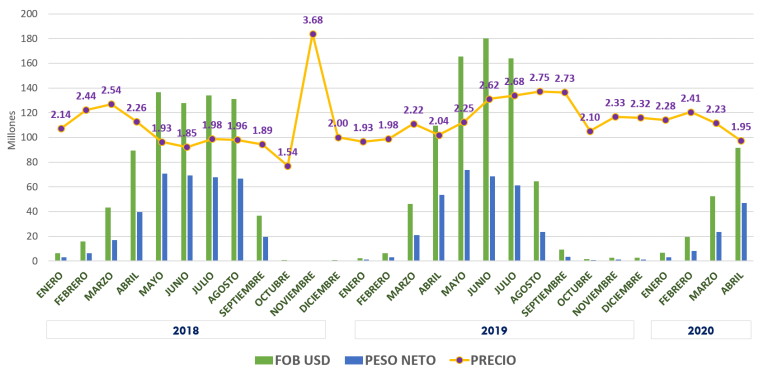 200
180
160
140
120
100
80
60
40
20
0
Millones
2.14
2.44
2.54
2.26
1.93
1.85
1.98
1.96
1.89
1.54
3.68
2.00
1.93
1.98
2.22
2.04
2.25
2.62
2.68
2.75
2.73
2.10
2.33
2.32
2.28
2.41
2.23
1.95
ENERO
FEBRERO
MARZO
ABRIL
MAYO
JUNIO
JULIO
AGOSTO
SEPTIEMBRE
OCTUBRE
NOVIEMBRE
DICIEMBRE
ENERO
FEBRERO
MARZO
ABRIL
MAYO
JUNIO
JULIO
AGOSTO
SEPTIEMBRE
OCTUBRE
NOVIEMBRE
DICIEMBRE
ENERO
FEBRERO
MARZO
ABRIL
2018
2019
2020
FOB USD
PESO NETO
PRECIO